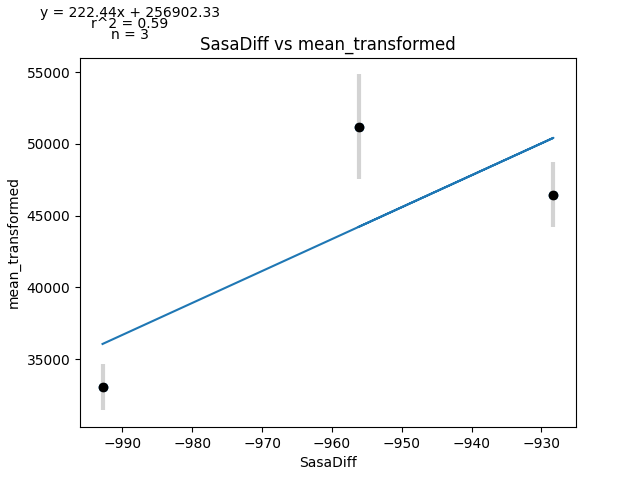 y = 222.44x + 256902.33
r^2 = 0.59
n = 3
SasaDiff vs mean_transformed
55000
50000
45000
40000
35000
mean_transformed
−990
−980
−970
−960
−950
−940
−930
SasaDiff